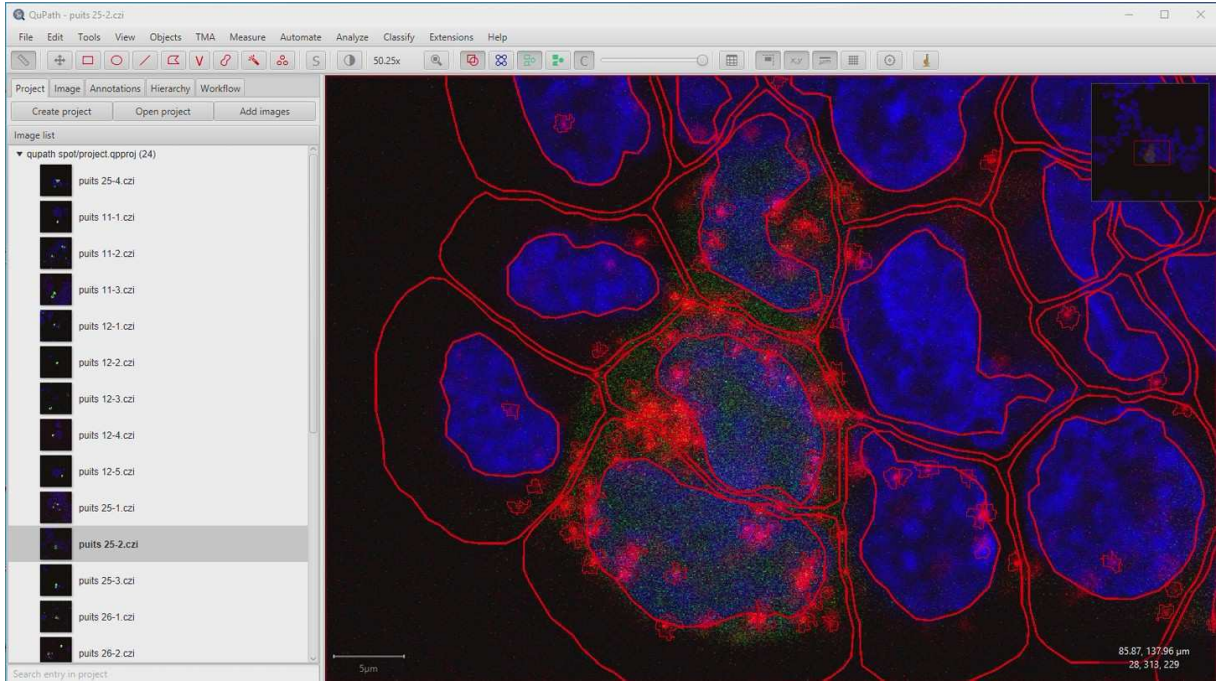 QuPath - puits 25-2.czi
File Edit Tools View Objects TMA Measure Automate Analyze Classify Extensions Help
V S 50.25x C x,y
Project Image Annotations Hierarchy Workflow
Create project Open project Add images
Image list
qupath spot/project.qpproj (24)
puits 25-4.czi
puits 11-1.czi
puits 11-2.czi
puits 11-3.czi
puits 12-1.czi
puits 12-2.czi
puits 12-3.czi
puits 12-4.czi
puits 12-5.czi
puits 25-1.czi
puits 25-2.czi
puits 25-3.czi
puits 26-1.czi
puits 26-2.czi
Search entry in project
5µm
85.87, 137.96 µm
28, 313, 229